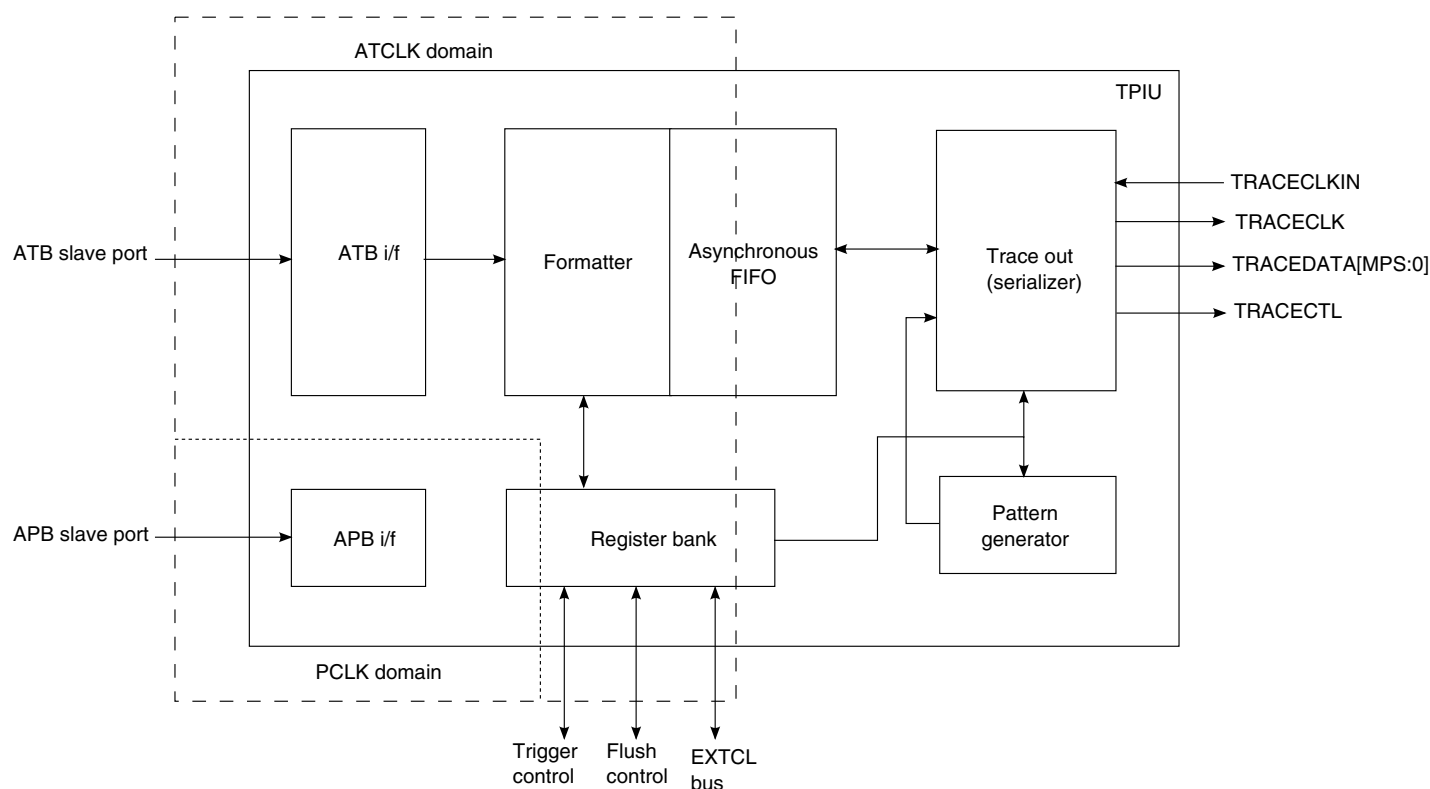 ATCLK domain
TPIU
TRACECLKIN
TRACECLK
ATB slave port
ATB i/f
Formatter
Asynchronous
FIFO
Trace out
(serializer)
TRACEDATA[MPS:0]
TRACECTL
APB slave port
APB i/f
Register bank
Pattern
generator
PCLK domain
Trigger
control
Flush
control
EXTCL
bus